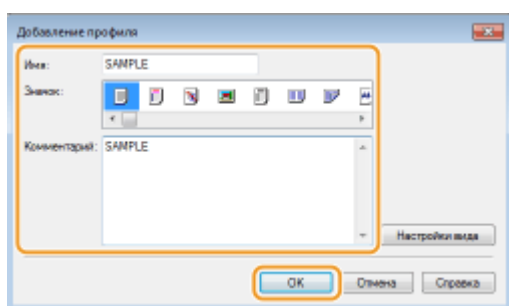 Добавление профиля
Имя: SAMPLE
Значок:
Комментарий: SAMPLE
Настройки вида
OK Отмена Справка